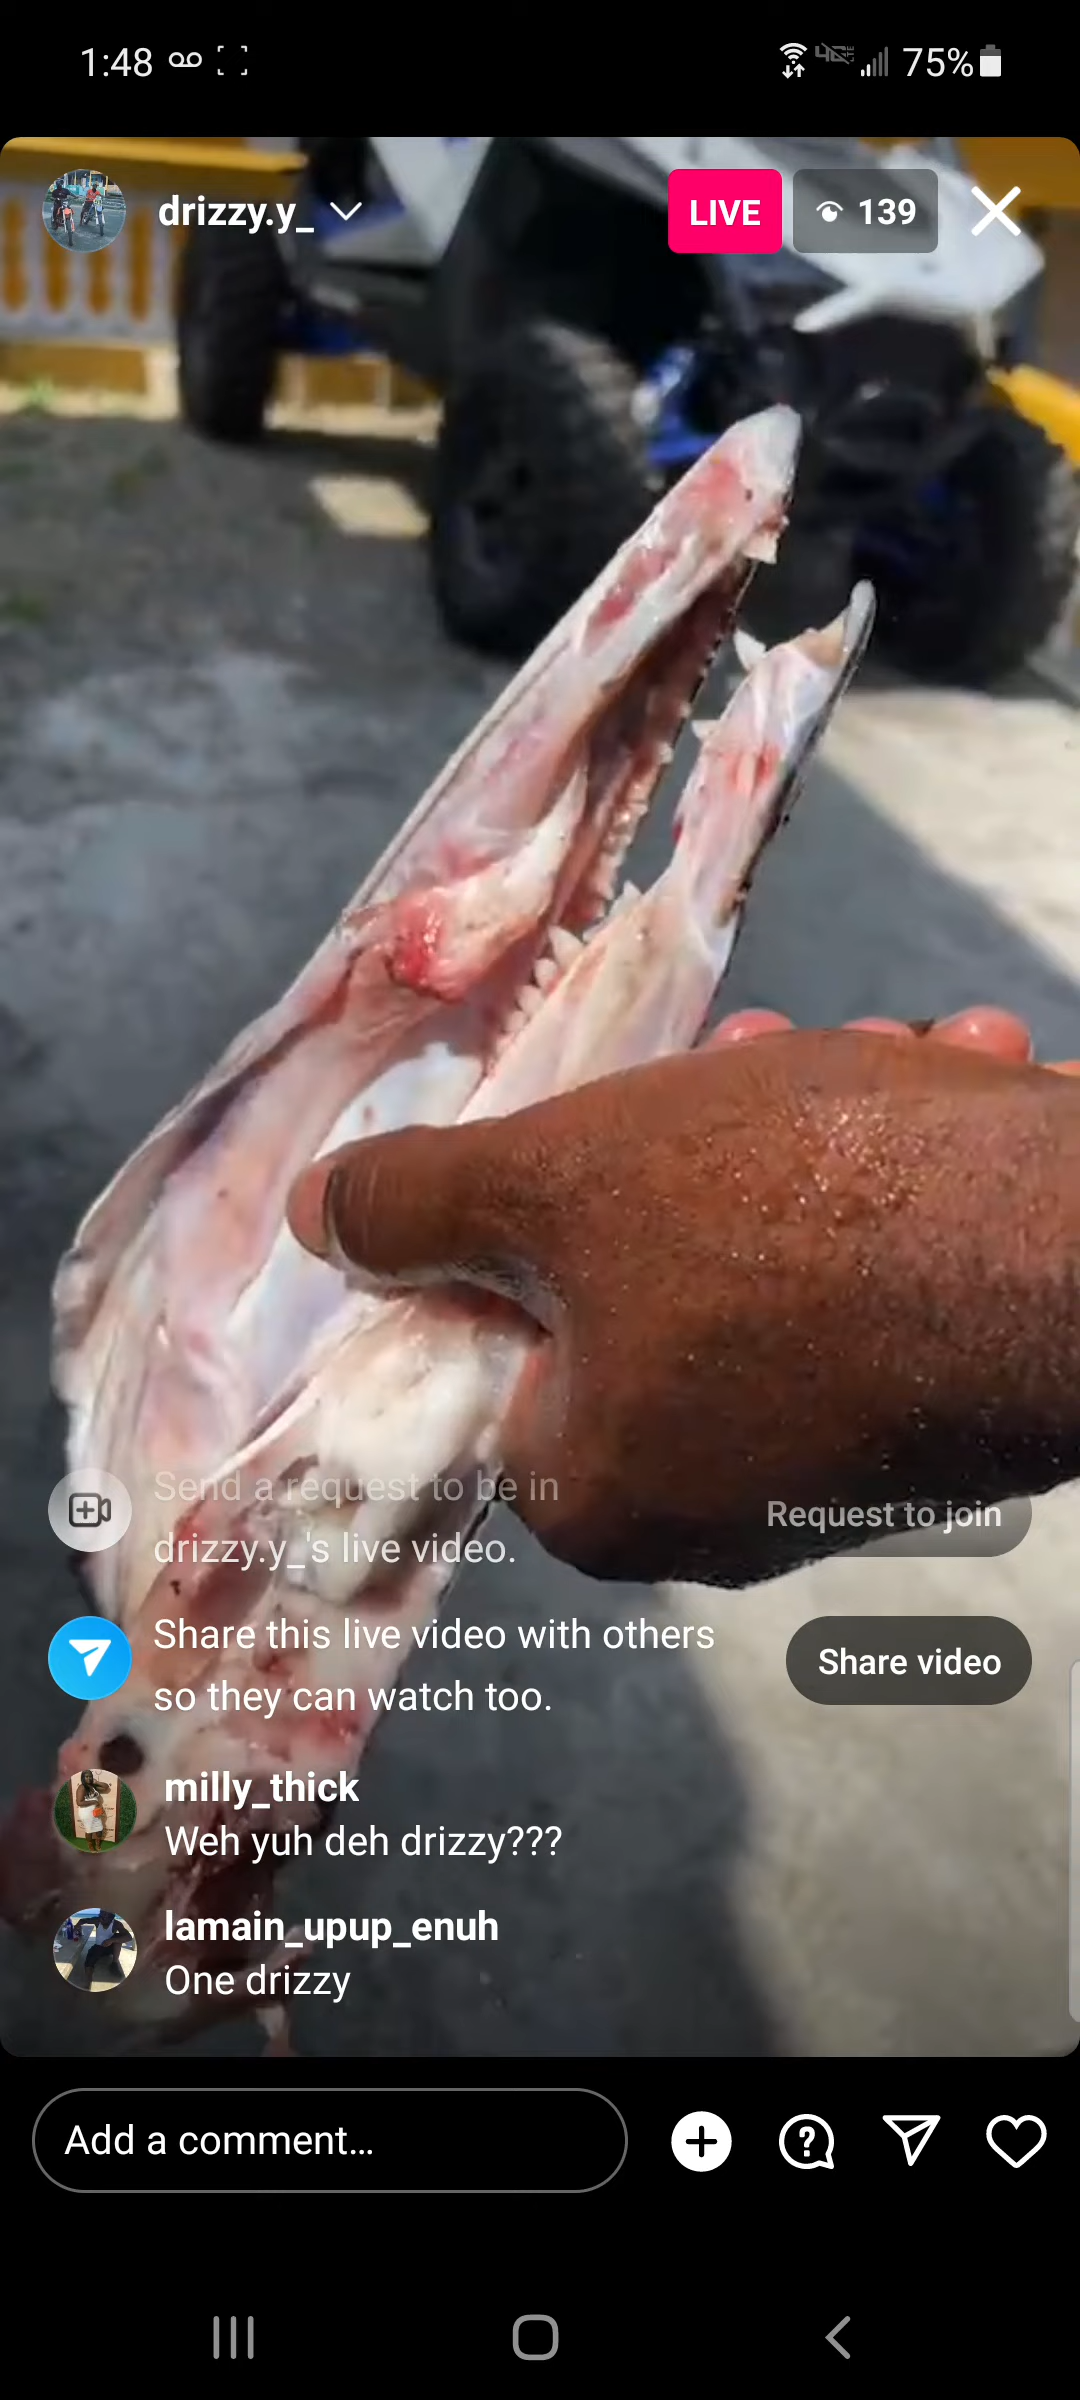 1:48
4G LTE
75%
drizzy.y_
LIVE
139
Send a request to be in
drizzy.y_'s live video.
Request to join
Share this live video with others
so they can watch too.
Share video
milly_thick
Weh yuh deh drizzy???
lamain_upup_enuh
One drizzy
Add a comment...